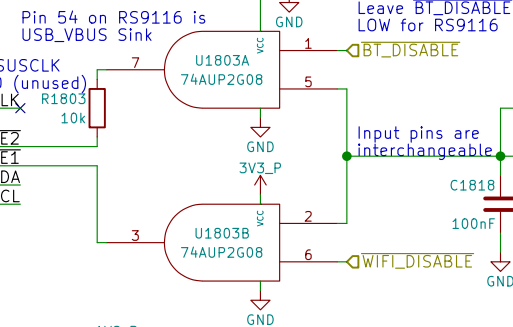 GND
Leave BT_DISABLE
LOW for RS9116
Pin 54 on RS9116 is
USB_VBUS Sink
VCC
U1803A
74AUP2G08
7
1
BT_DISABLE
5
SUSCLK
(unused)
LK
R1803
10k
GND
E2
E1
DA
CL
Input pins are
interchangeable
3V3_P
VCC
U1803B
74AUP2G08
3
2
6
WIFI_DISABLE
C1818
100nF
GND
GND